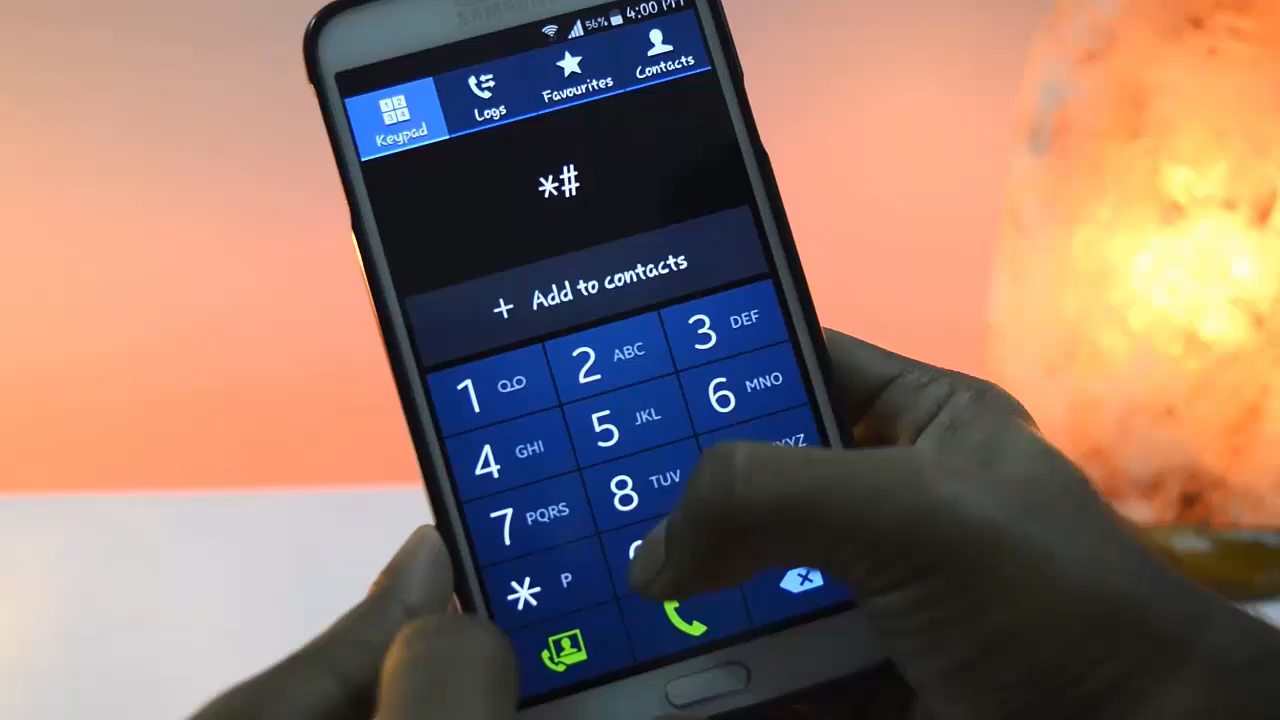 SAMSUNG
56% 4:00 PM
Keypad
Logs
Favourites
Contacts
*#
+ Add to contacts
1
2 ABC
3 DEF
4 GHI
5 JKL
6 MNO
7 PQRS
8 TUV
* P